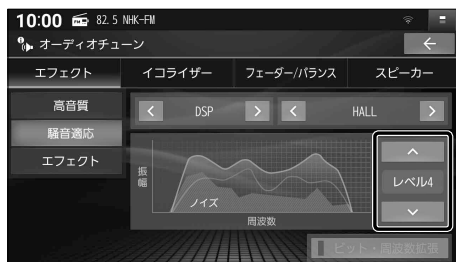 10:00 FM 82.5 NHK-FM
オーディオチューン
エフェクト イコライザー フェーダー/バランス スピーカー
高音質
騒音適応
エフェクト
DSP HALL
振幅
ノイズ
周波数
レベル4
ビット・周波数拡張